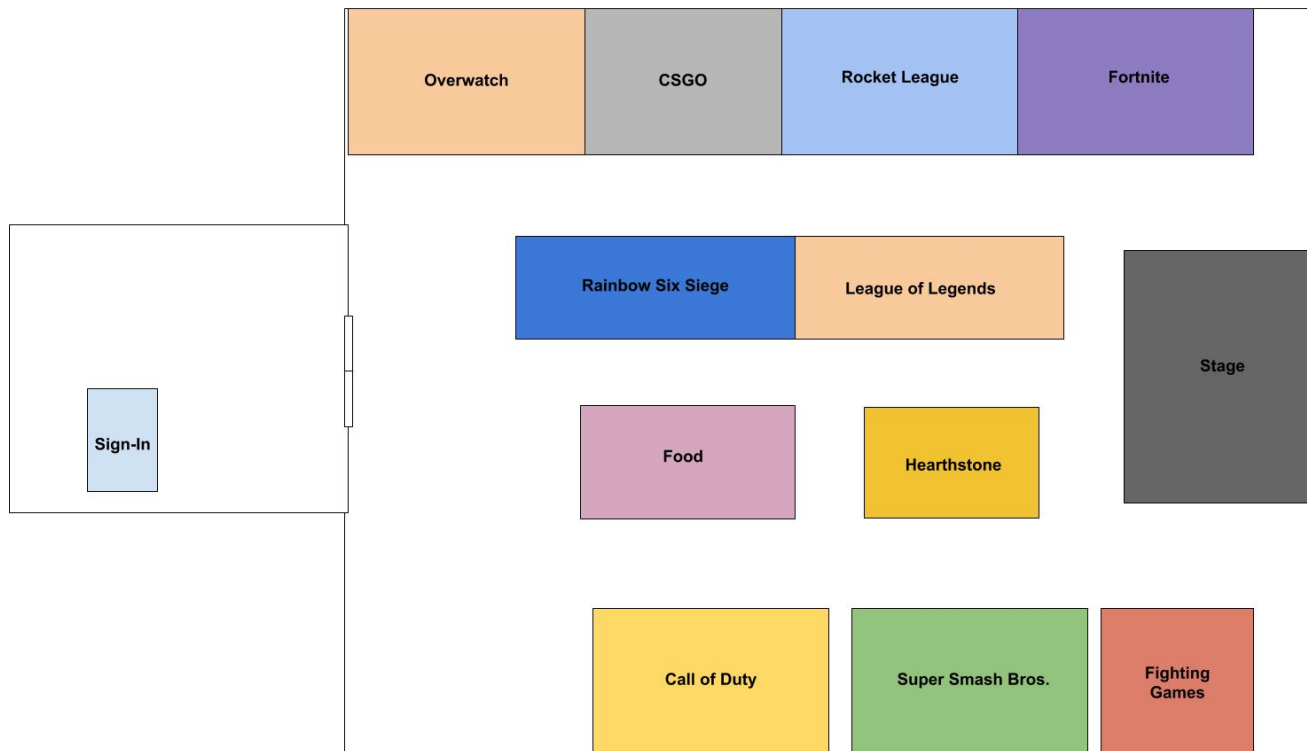 Overwatch
CSGO
Rocket League
Fortnite
Rainbow Six Siege
League of Legends
Stage
Sign-In
Food
Hearthstone
Call of Duty
Super Smash Bros.
Fighting
Games